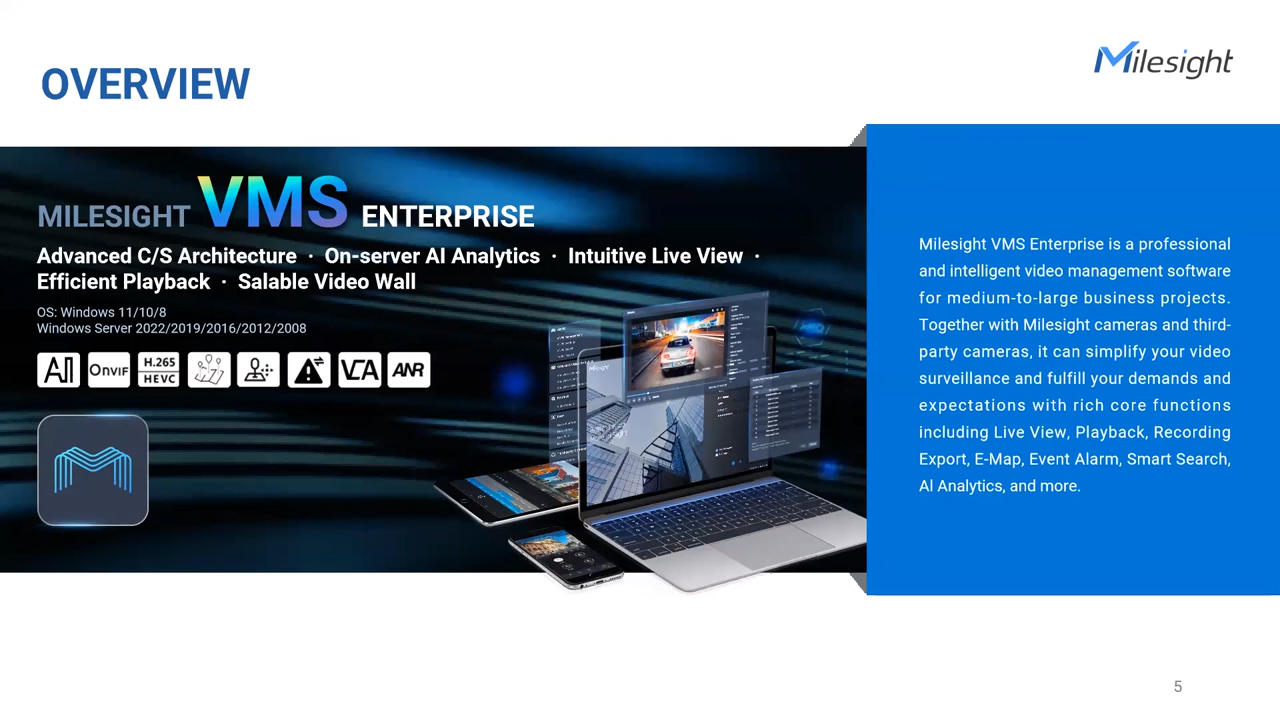 OVERVIEW
Milesight
MILESIGHT VMS ENTERPRISE
Advanced C/S Architecture · On-server AI Analytics · Intuitive Live View ·
Efficient Playback · Salable Video Wall
OS: Windows 11/10/8
Windows Server 2022/2019/2016/2012/2008
AI
ONVIF
H.265
HEVC
VCA
ANR
Milesight VMS Enterprise is a professional
and intelligent video management software
for medium-to-large business projects.
Together with Milesight cameras and third-
party cameras, it can simplify your video
surveillance and fulfill your demands and
expectations with rich core functions
including Live View, Playback, Recording
Export, E-Map, Event Alarm, Smart Search,
AI Analytics, and more.
5